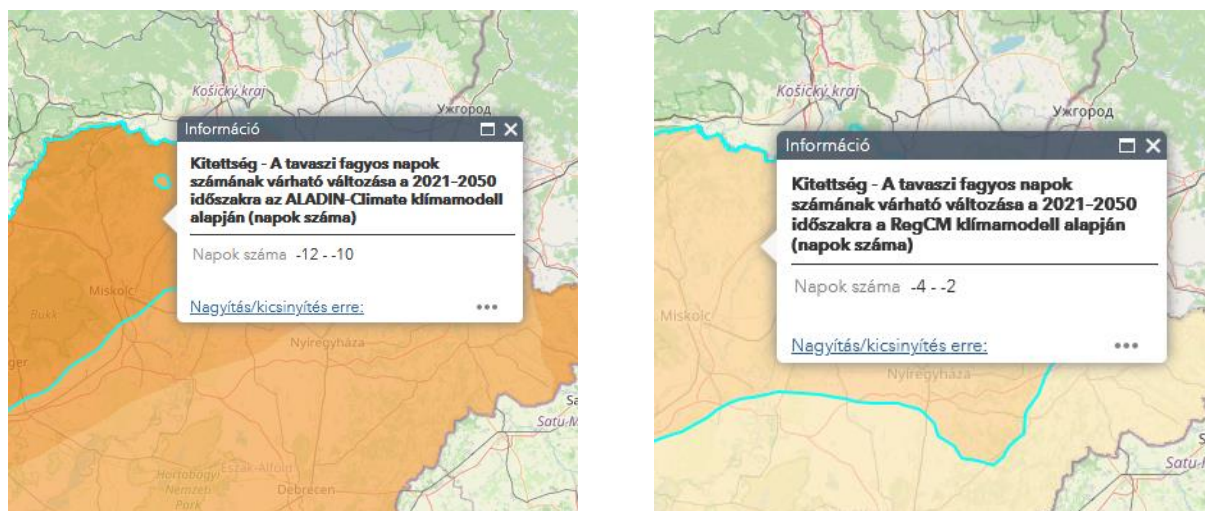 Košický kraj
Ужгород
Információ
Kitettség - A tavaszi fagyos napok
számának várható változása a 2021-2050
időszakra az ALADIN-Climate klímamodell
alapján (napok száma)
Napok száma -12 - -10
Nagyítás/kicsinyítés erre:
Miskolc
Bükk
Nyíregyháza
Satu-M
Hortobágyi
Nemzeti
Park
Észak-Alföld
Debrecen
Košický kraj
Ужгород
Információ
Kitettség - A tavaszi fagyos napok
számának várható változása a 2021-2050
időszakra a RegCM klímamodell alapján
(napok száma)
Napok száma -4 - -2
Nagyítás/kicsinyítés erre:
Miskolc
Nyíregyháza
Satu-